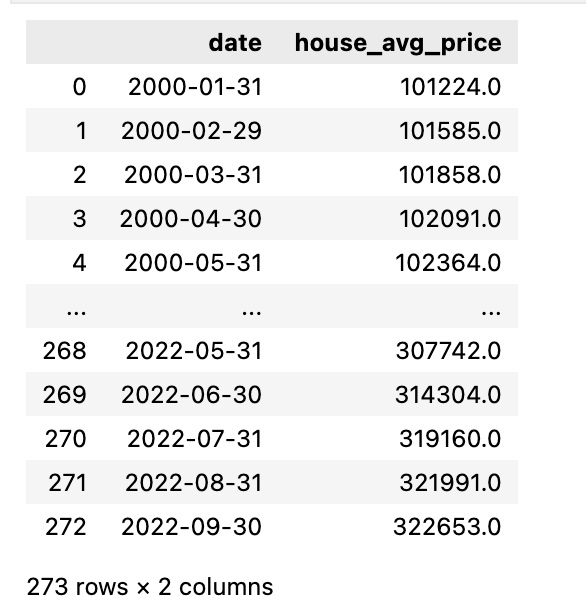 date house_avg_price
0 2000-01-31 101224.0
1 2000-02-29 101585.0
2 2000-03-31 101858.0
3 2000-04-30 102091.0
4 2000-05-31 102364.0
... ... ...
268 2022-05-31 307742.0
269 2022-06-30 314304.0
270 2022-07-31 319160.0
271 2022-08-31 321991.0
272 2022-09-30 322653.0
273 rows × 2 columns